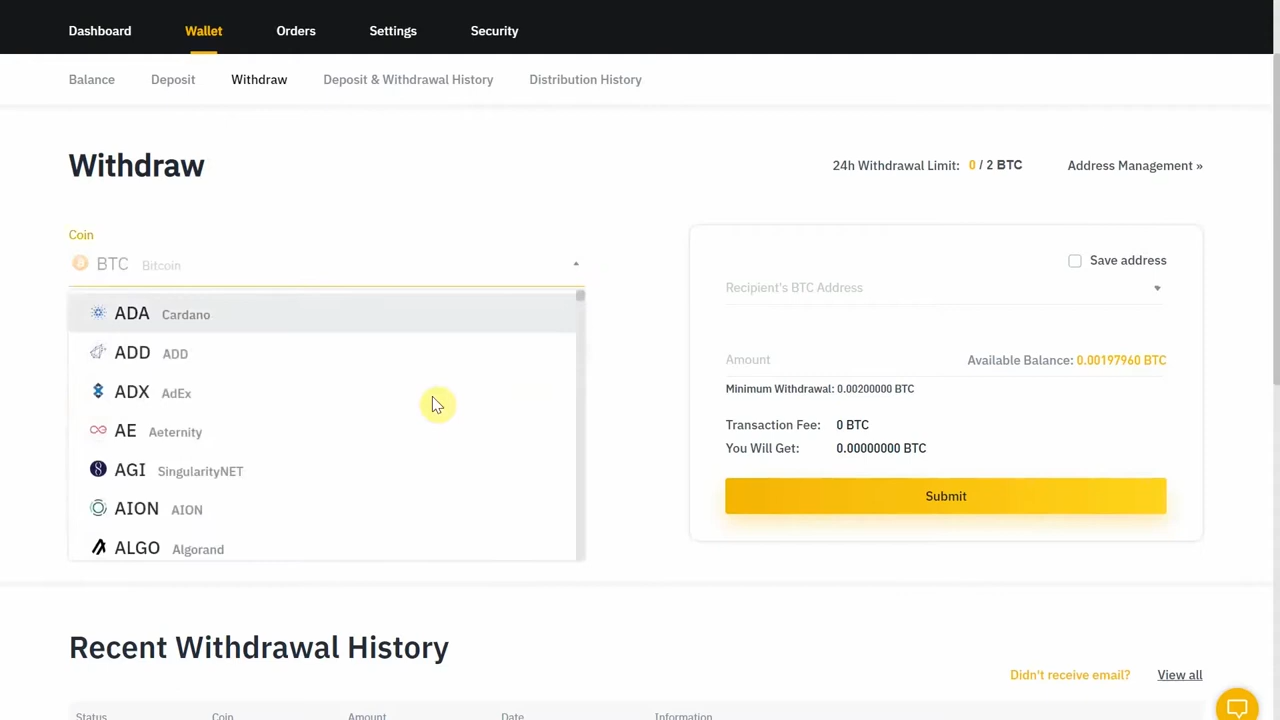 Dashboard Wallet Orders Settings Security
Balance Deposit Withdraw Deposit & Withdrawal History Distribution History
Withdraw
24h Withdrawal Limit: 0 / 2 BTC Address Management »
Coin
BTC Bitcoin
ADA Cardano
ADD ADD
ADX AdEx
AE Aeternity
AGI SingularityNET
AION AION
ALGO Algorand
Save address
Recipient's BTC Address
Amount Available Balance: 0.00197960 BTC
Minimum Withdrawal: 0.00200000 BTC
Transaction Fee: 0 BTC
You Will Get: 0.00000000 BTC
Submit
Recent Withdrawal History
Didn't receive email? View all
Status Coin Amount Date Information